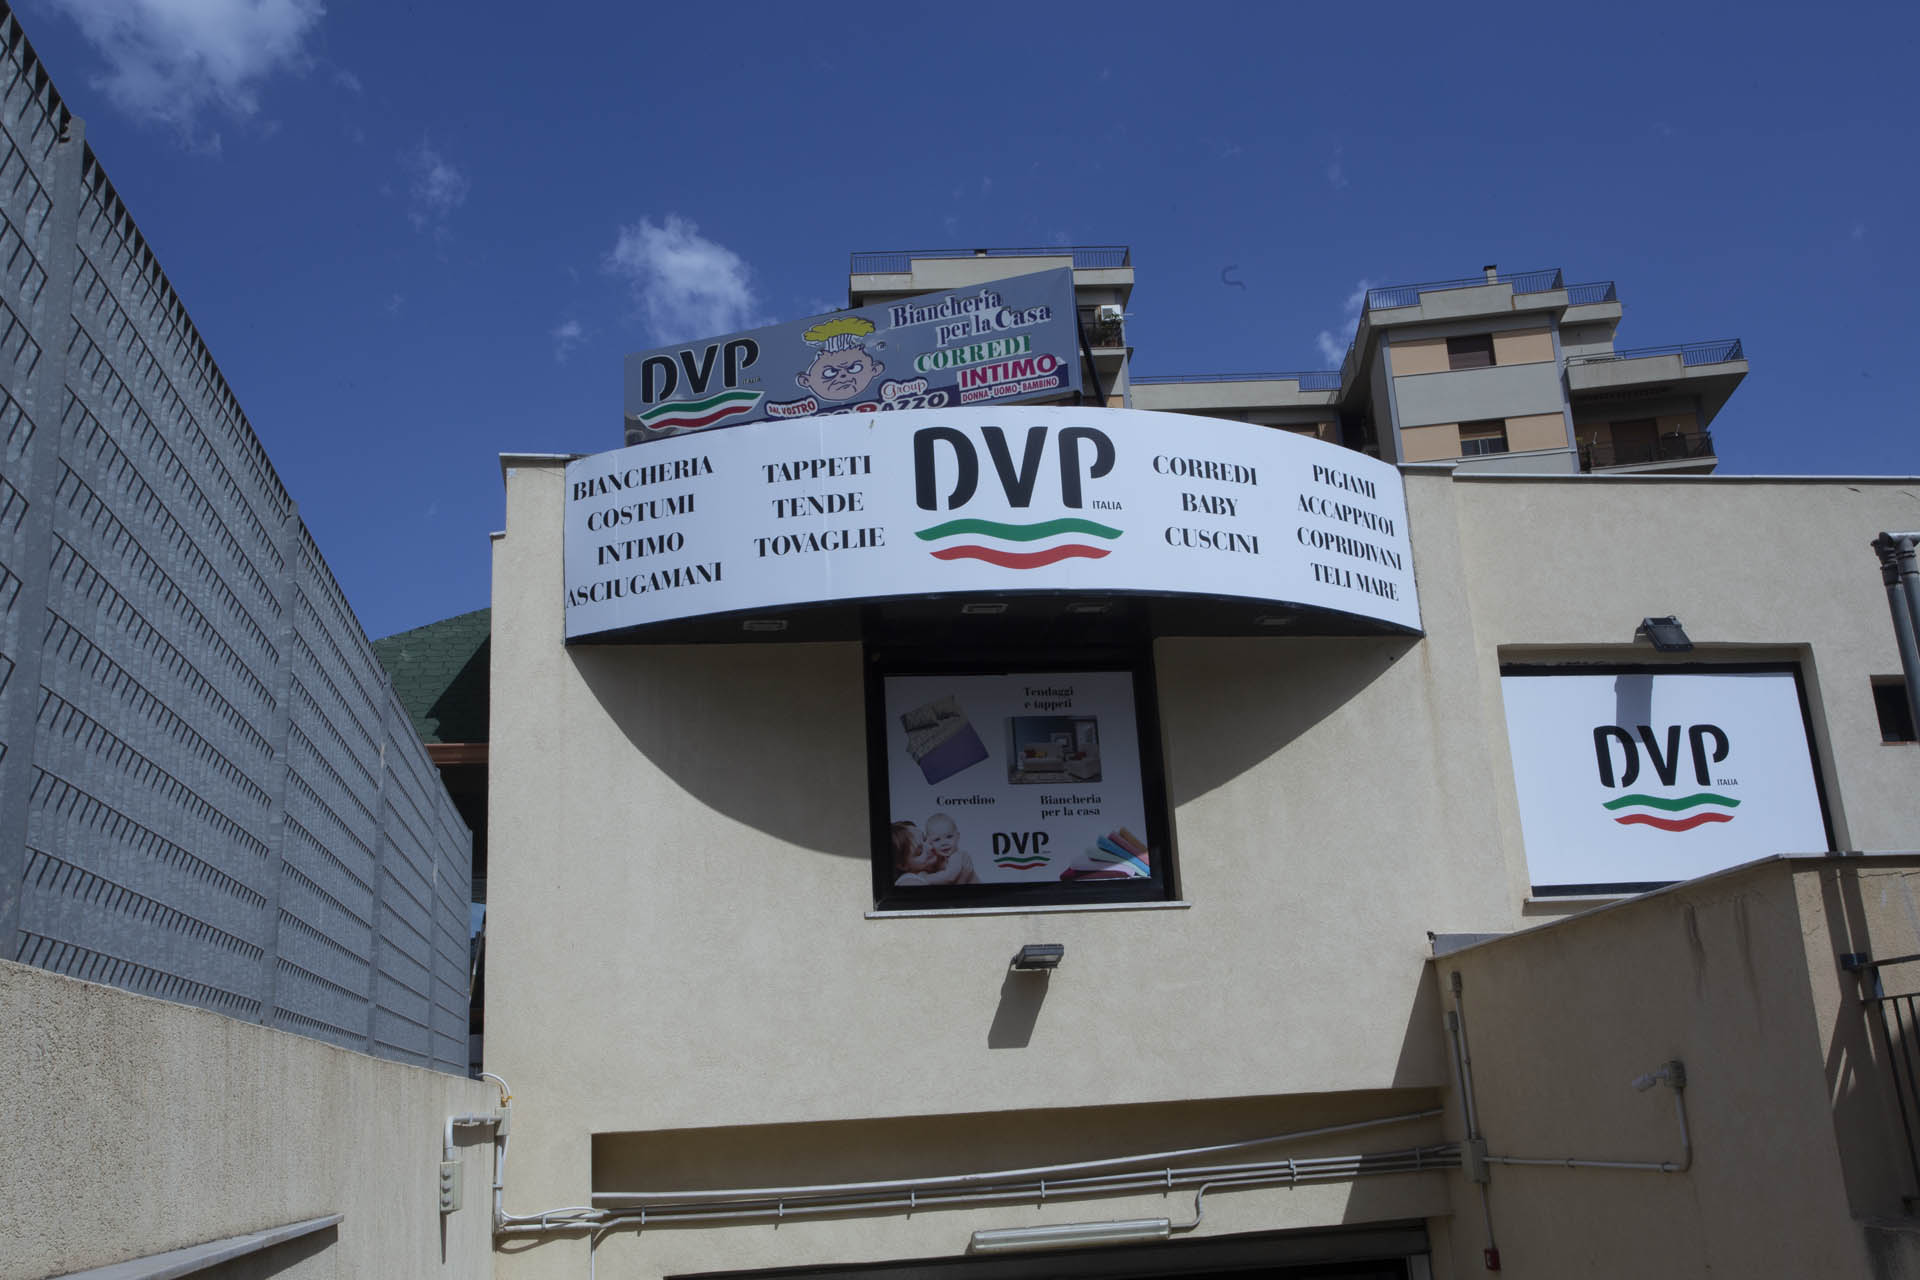 DVP
ITALIA
DAL VOSTRO
Group
Biancheria
per la Casa
CORREDI
INTIMO
DONNA - UOMO - BAMBINO
BIANCHERIA
COSTUMI
INTIMO
ASCIUGAMANI
TAPPETI
TENDE
TOVAGLIE
DVP
ITALIA
CORREDI
BABY
CUSCINI
PIGIAMI
ACCAPPATOI
COPRIDIVANI
TELI MARE
Tendaggi
e tappeti
Corredino
Biancheria
per la casa
DVP
DVP
ITALIA